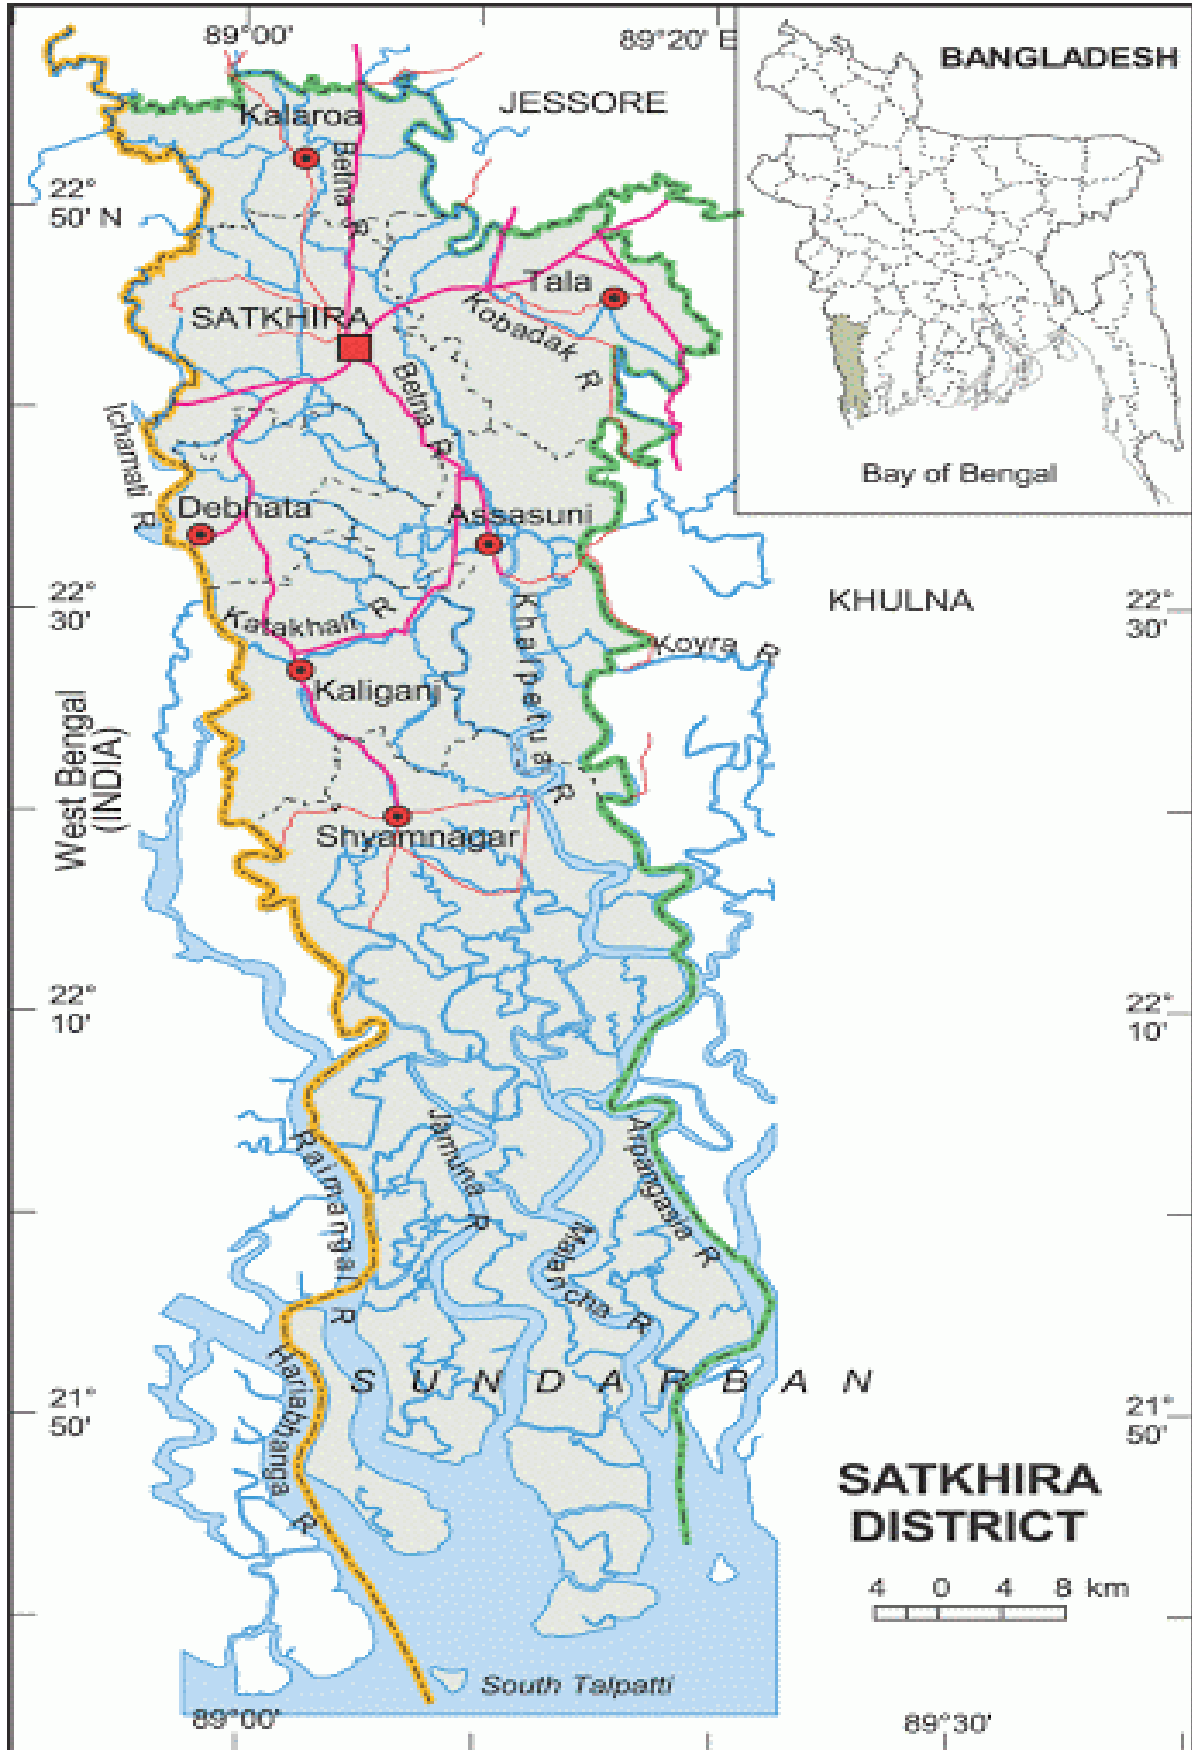 89°00'
89°20' E
BANGLADESH
JESSORE
Kalaroa
Betna R
22°
50' N
Tala
Kobadak R
SATKHIRA
Betna R
Ichamati R
Bay of Bengal
Debhata
Assasuni
22°
30'
KHULNA
22°
30'
Kalakhali R
Kharpetua R
Koyra R
Kaliganj
West Bengal
(INDIA)
Shyamnagar
22°
10'
22°
10'
Raimangal R
Jamuna R
Arpangasia R
Malancha R
Hariabhanga R
SUNDARBAN
21°
50'
21°
50'
SATKHIRA
DISTRICT
4 0 4 8 km
South Talpatti
89°00'
89°30'